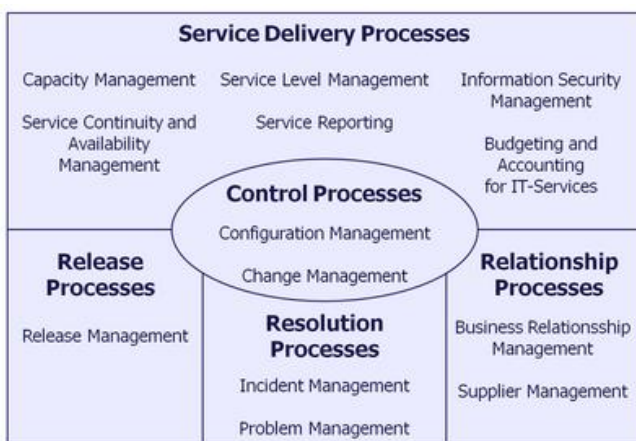 Service Delivery Processes
Capacity Management
Service Level Management
Information Security
Management
Service Continuity and
Availability
Management
Service Reporting
Budgeting and
Accounting
for IT-Services
Control Processes
Configuration Management
Change Management
Release
Processes
Release Management
Resolution
Processes
Incident Management
Problem Management
Relationship
Processes
Business Relationsship
Management
Supplier Management